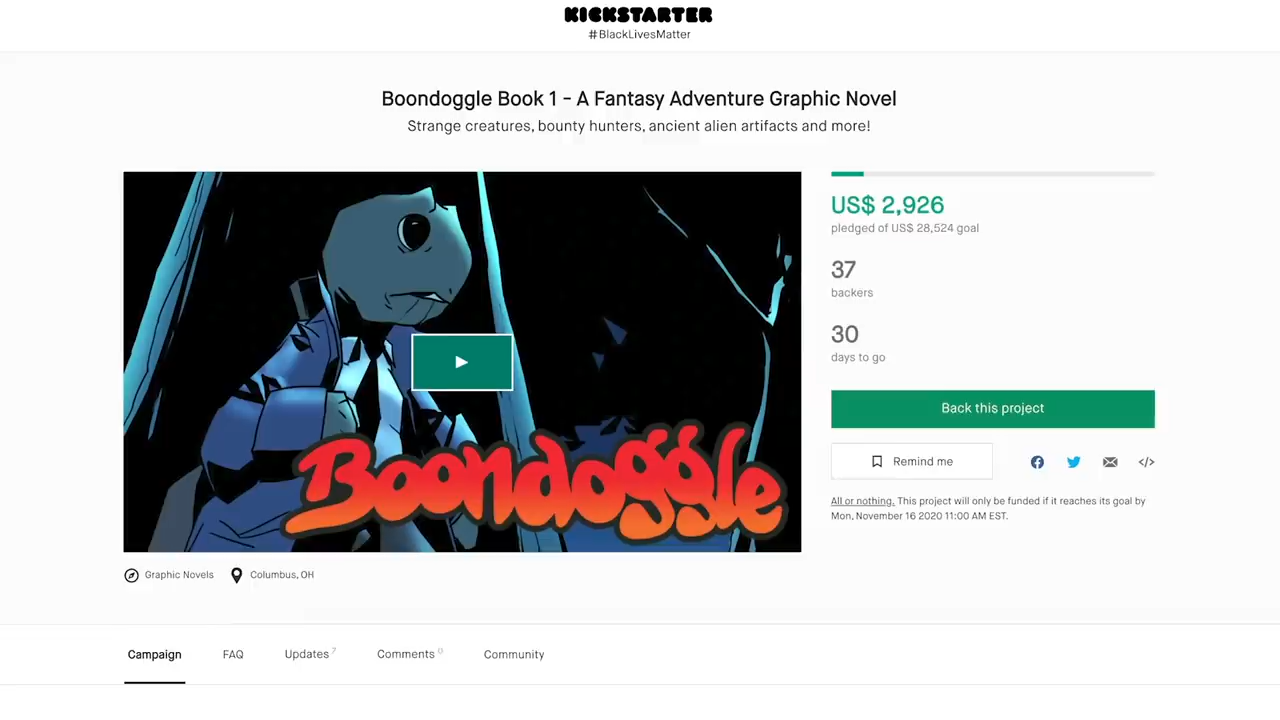 KICKSTARTER
#BlackLivesMatter
Boondoggle Book 1 - A Fantasy Adventure Graphic Novel
Strange creatures, bounty hunters, ancient alien artifacts and more!
Boondoggle
US$ 2,926
pledged of US$ 28,524 goal
37
backers
30
days to go
Back this project
Remind me
All or nothing. This project will only be funded if it reaches its goal by
Mon, November 16 2020 11:00 AM EST.
Graphic Novels Columbus, OH
Campaign FAQ Updates 7 Comments 0 Community